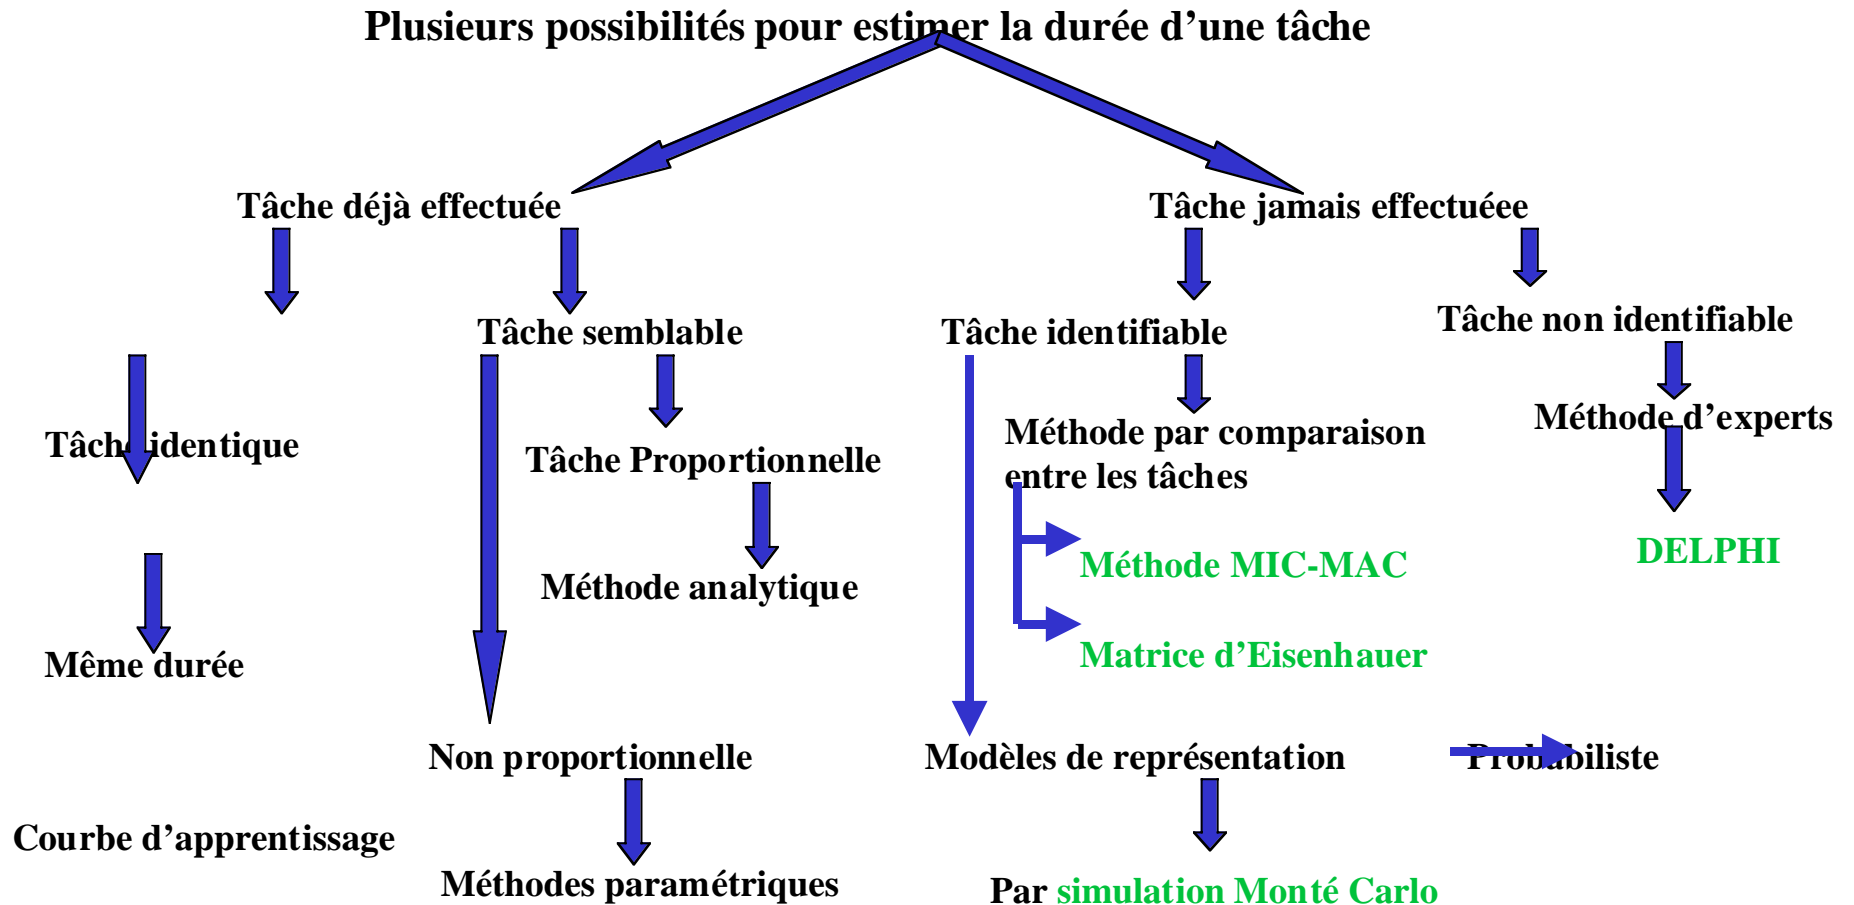 Plusieurs possibilités pour estimer la durée d’une tâche
Tâche déjà effectuée
Tâche jamais effectuéee
Tâche semblable
Tâche identifiable
Tâche non identifiable
Tâche identique
Tâche Proportionnelle
Méthode par comparaison
entre les tâches
Méthode d’experts
Méthode analytique
Méthode MIC-MAC
DELPHI
Même durée
Matrice d’Eisenhauer
Non proportionnelle
Modèles de représentation
Probabiliste
Courbe d’apprentissage
Méthodes paramétriques
Par simulation Monté Carlo